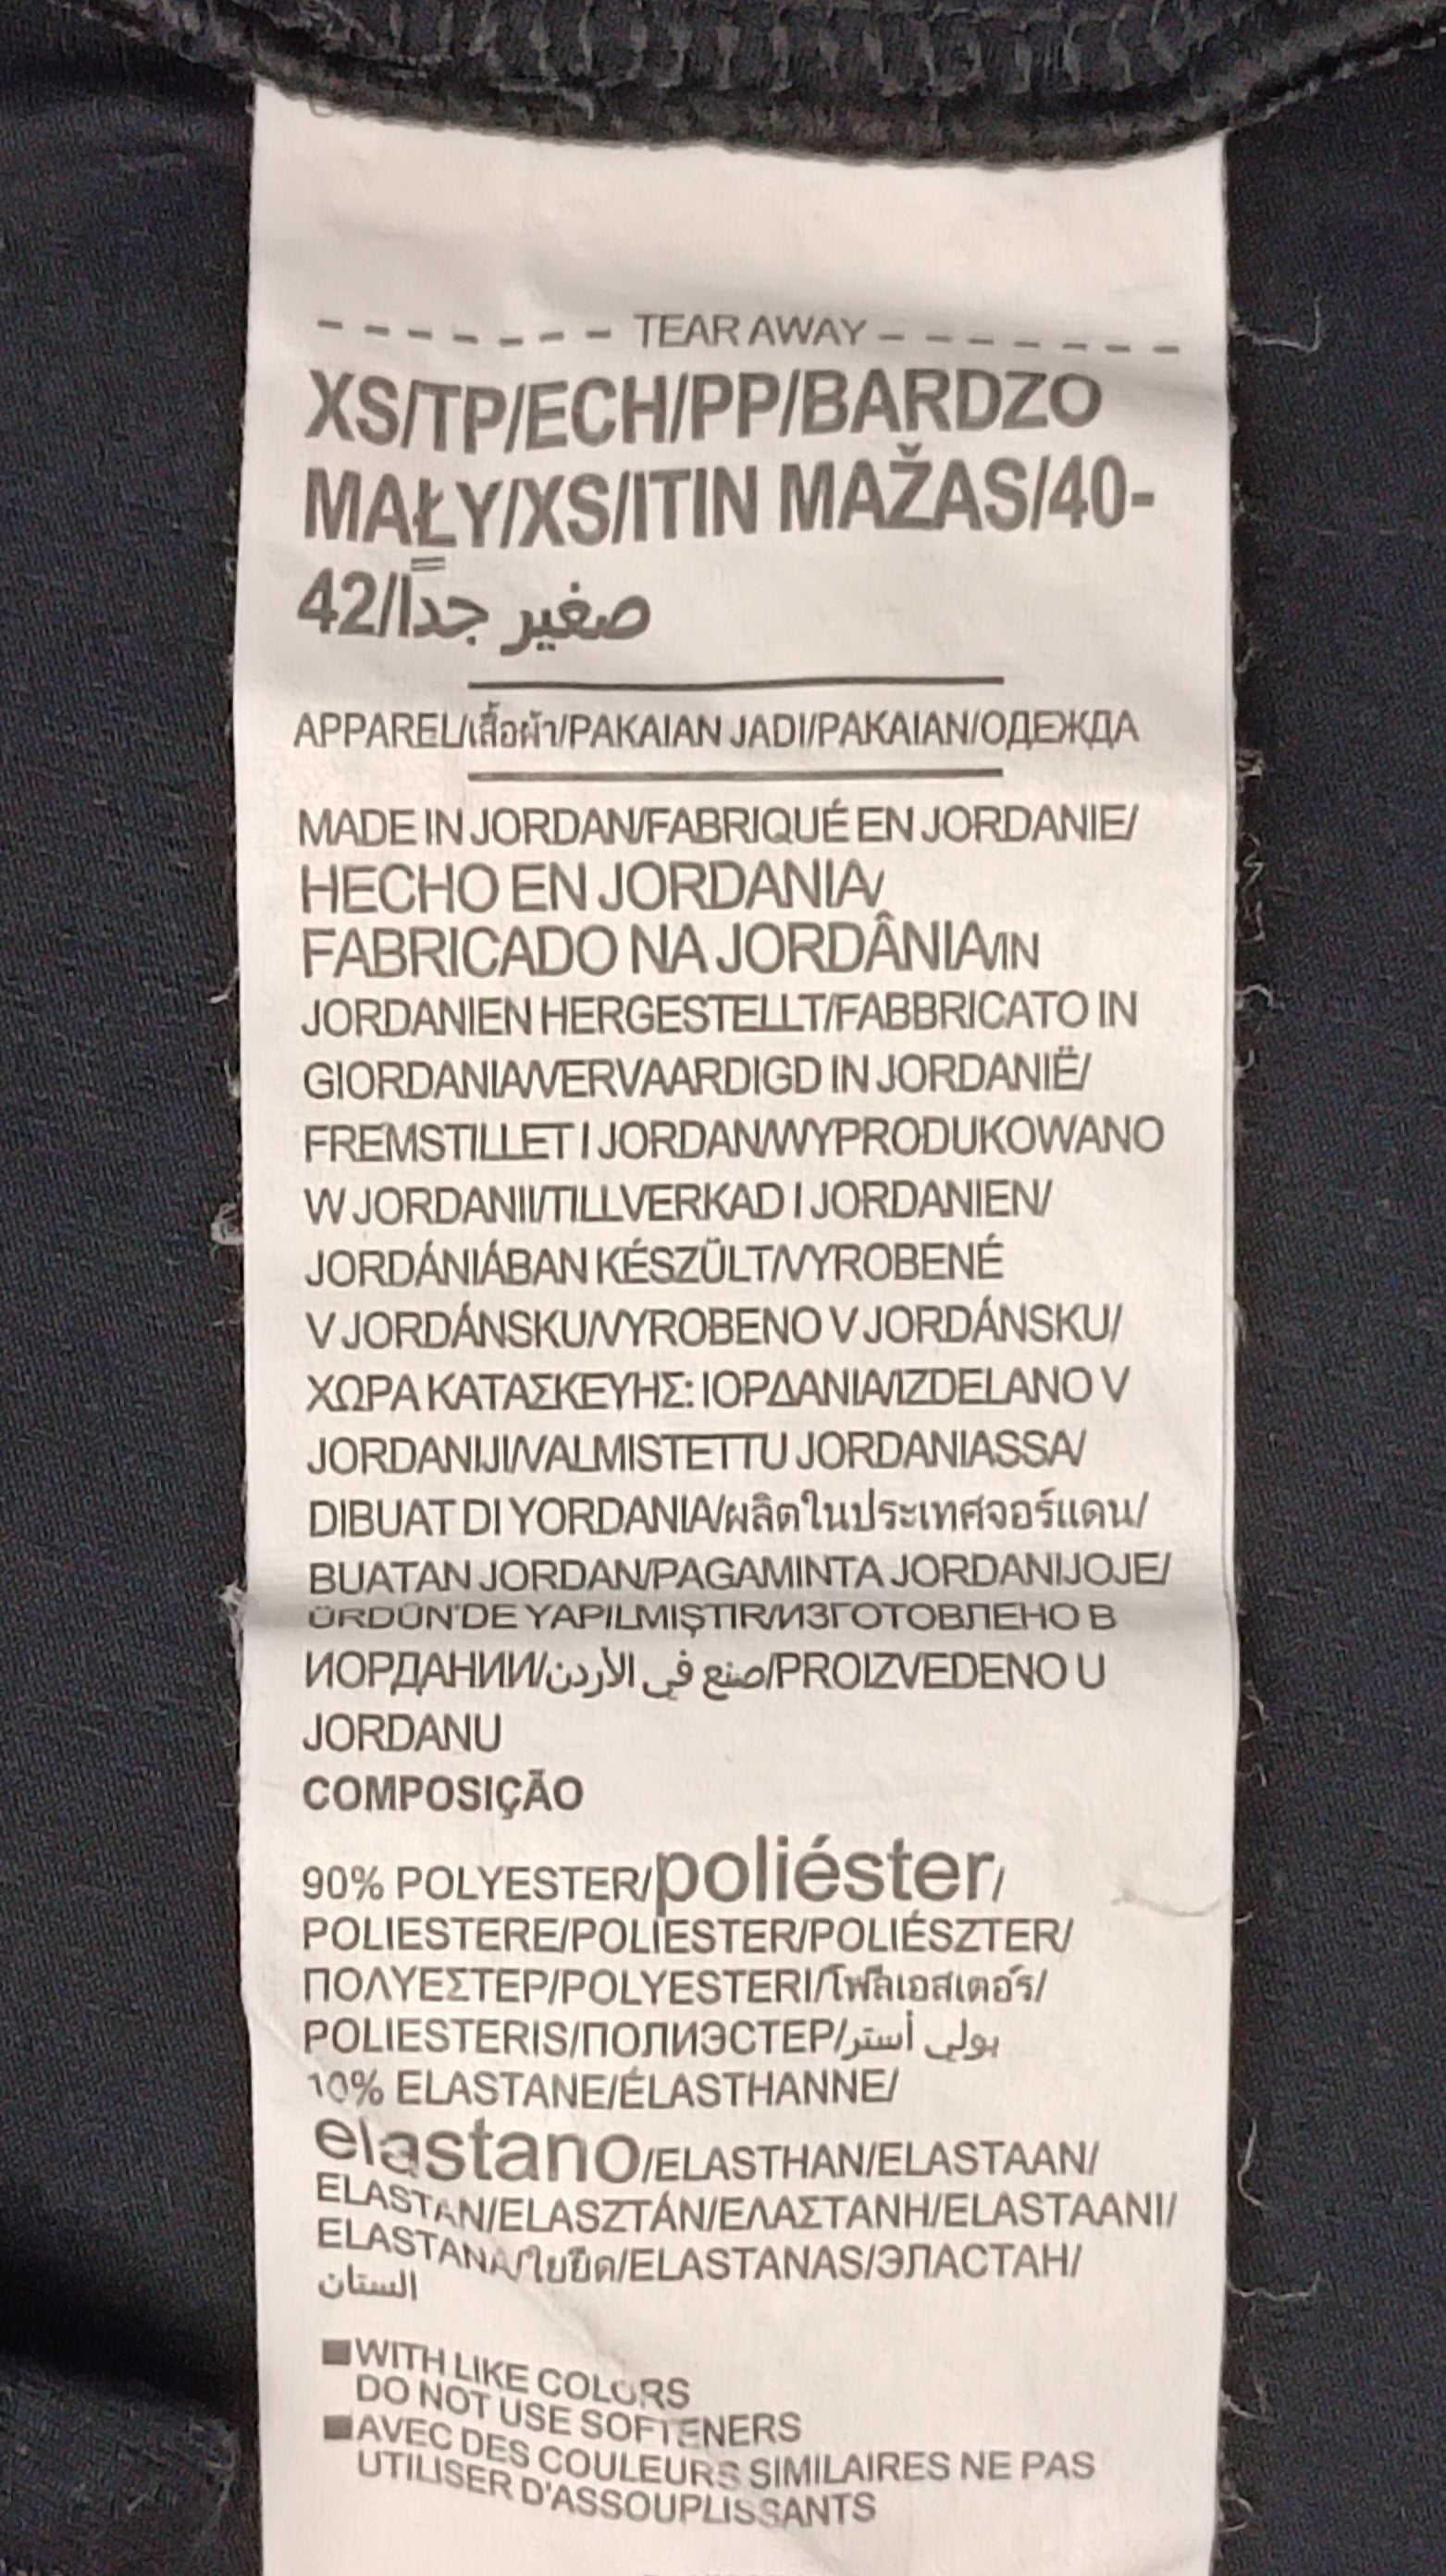 - - - - - - - TEAR AWAY - - - - - - -
XS/TP/ECH/PP/BARDZO
MAŁY/XS/ITIN MAŽAS/40-
42/صغير جداً
APPAREL/เสื้อผ้า/PAKAIAN JADI/PAKAIAN/ОДЕЖДА
MADE IN JORDAN/FABRIQUÉ EN JORDANIE/
HECHO EN JORDANIA/
FABRICADO NA JORDÂNIA/IN
JORDANIEN HERGESTELLT/FABBRICATO IN
GIORDANIA/VERVAARDIGD IN JORDANIË/
FREMSTILLET I JORDAN/WYPRODUKOWANO
W JORDANII/TILLVERKAD I JORDANIEN/
JORDÁNIÁBAN KÉSZÜLT/VYROBENÉ
V JORDÁNSKU/VYROBENO V JORDÁNSKU/
ΧΩΡΑ ΚΑΤΑΣΚΕΥΗΣ: ΙΟΡΔΑΝΙΑ/IZDELANO V
JORDANIJI/VALMISTETTU JORDANIASSA/
DIBUAT DI YORDANIA/ผลิตในประเทศจอร์แดน/
BUATAN JORDAN/PAGAMINTA JORDANIJOJE/
ÜRDÜN'DE YAPILMIŞTIR/ИЗГОТОВЛЕНО В
ИОРДАНИИ/صنع في الأردن/PROIZVEDENO U
JORDANU
COMPOSIÇÃO
90% POLYESTER/poliéster/
POLIESTERE/POLIESTER/POLIÉSZTER/
ΠΟΛΥΕΣΤΕΡ/POLYESTERI/โพลีเอสเตอร์/
POLIESTERIS/ПОЛИЭСТЕР/بولي أستر
10% ELASTANE/ÉLASTHANNE/
elastano/ELASTHAN/ELASTAAN/
ELASTAN/ELASZTÁN/ΕΛΑΣΤΑΝΗ/ELASTAANI/
ELASTANA/ใยยืด/ELASTANAS/ЭЛАСТАН/
الستان
■WITH LIKE COLORS
DO NOT USE SOFTENERS
■AVEC DES COULEURS SIMILAIRES NE PAS
UTILISER D'ASSOUPLISSANTS